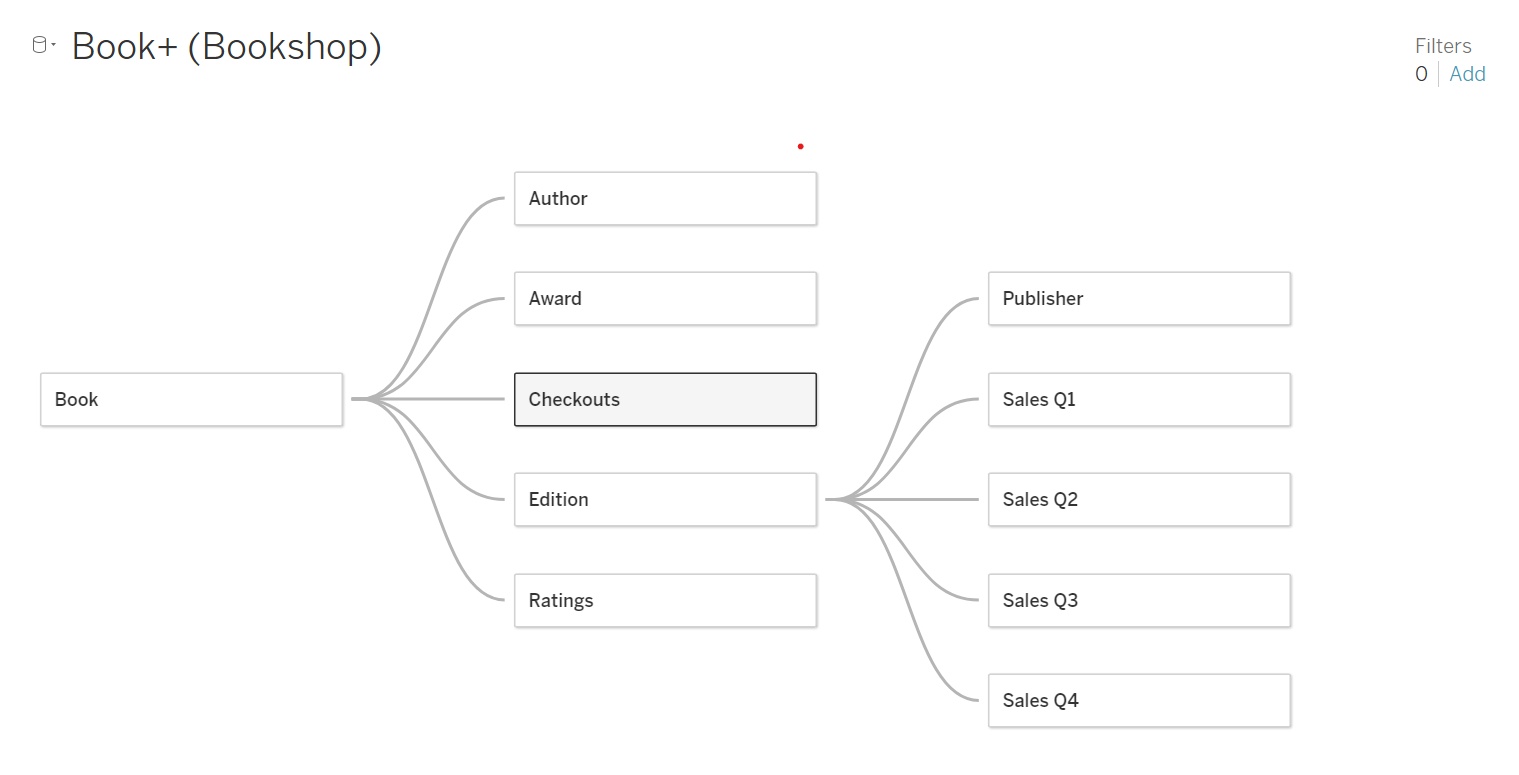 Book+ (Bookshop)
Filters
0 Add
Author
Award
Publisher
Book
Checkouts
Sales Q1
Edition
Sales Q2
Ratings
Sales Q3
Sales Q4